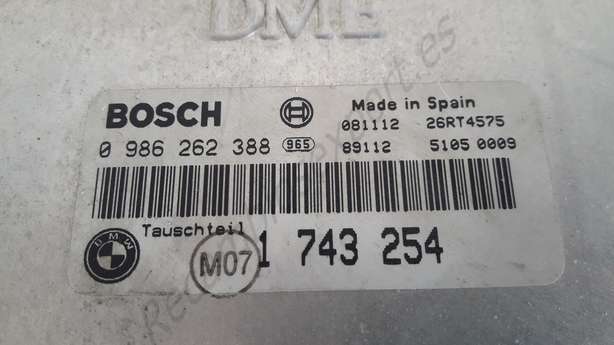 DME
BOSCH
Made in Spain
081112 26RT4575
0 986 262 388 965
89112 5105 0009
Tauschteil
BMW
M07
1 743 254